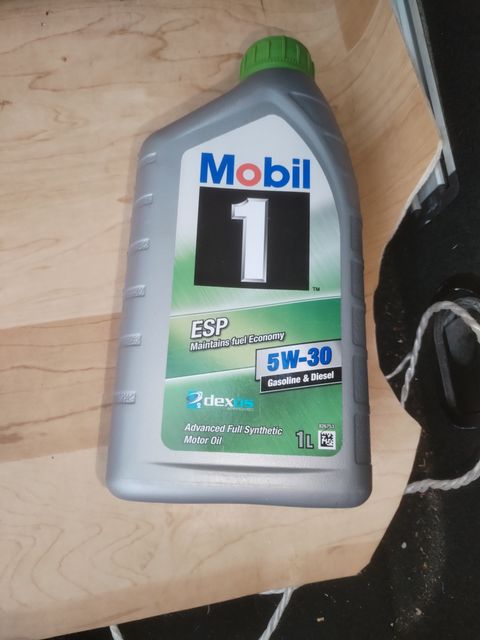 Mobil
1
TM
ESP
Maintains fuel Economy
5W-30
Gasoline & Diesel
dexos
Advanced Full Synthetic
Motor Oil
1L